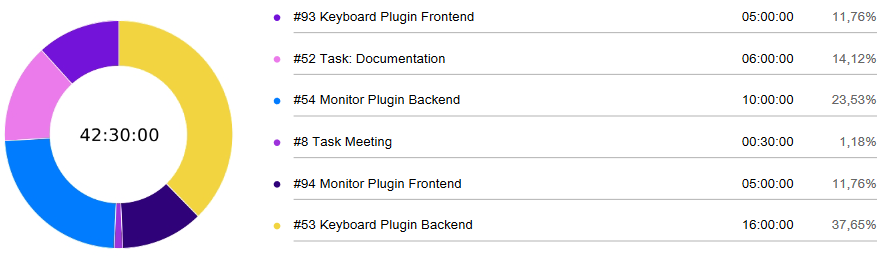 42:30:00
#93 Keyboard Plugin Frontend 05:00:00 11,76%
#52 Task: Documentation 06:00:00 14,12%
#54 Monitor Plugin Backend 10:00:00 23,53%
#8 Task Meeting 00:30:00 1,18%
#94 Monitor Plugin Frontend 05:00:00 11,76%
#53 Keyboard Plugin Backend 16:00:00 37,65%